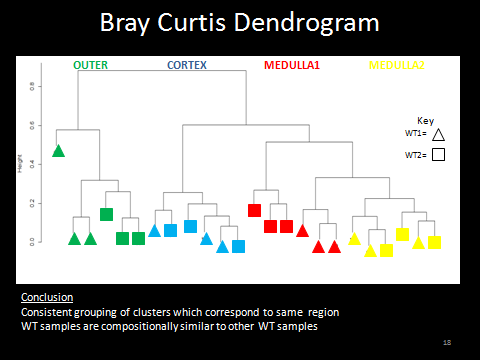 Bray Curtis Dendrogram
OUTER CORTEX MEDULLA1 MEDULLA2
Key
WT1=
WT2=
Height
0.8
0.6
0.4
0.2
0.0
Conclusion
Consistent grouping of clusters which correspond to same region
WT samples are compositionally similar to other WT samples
18